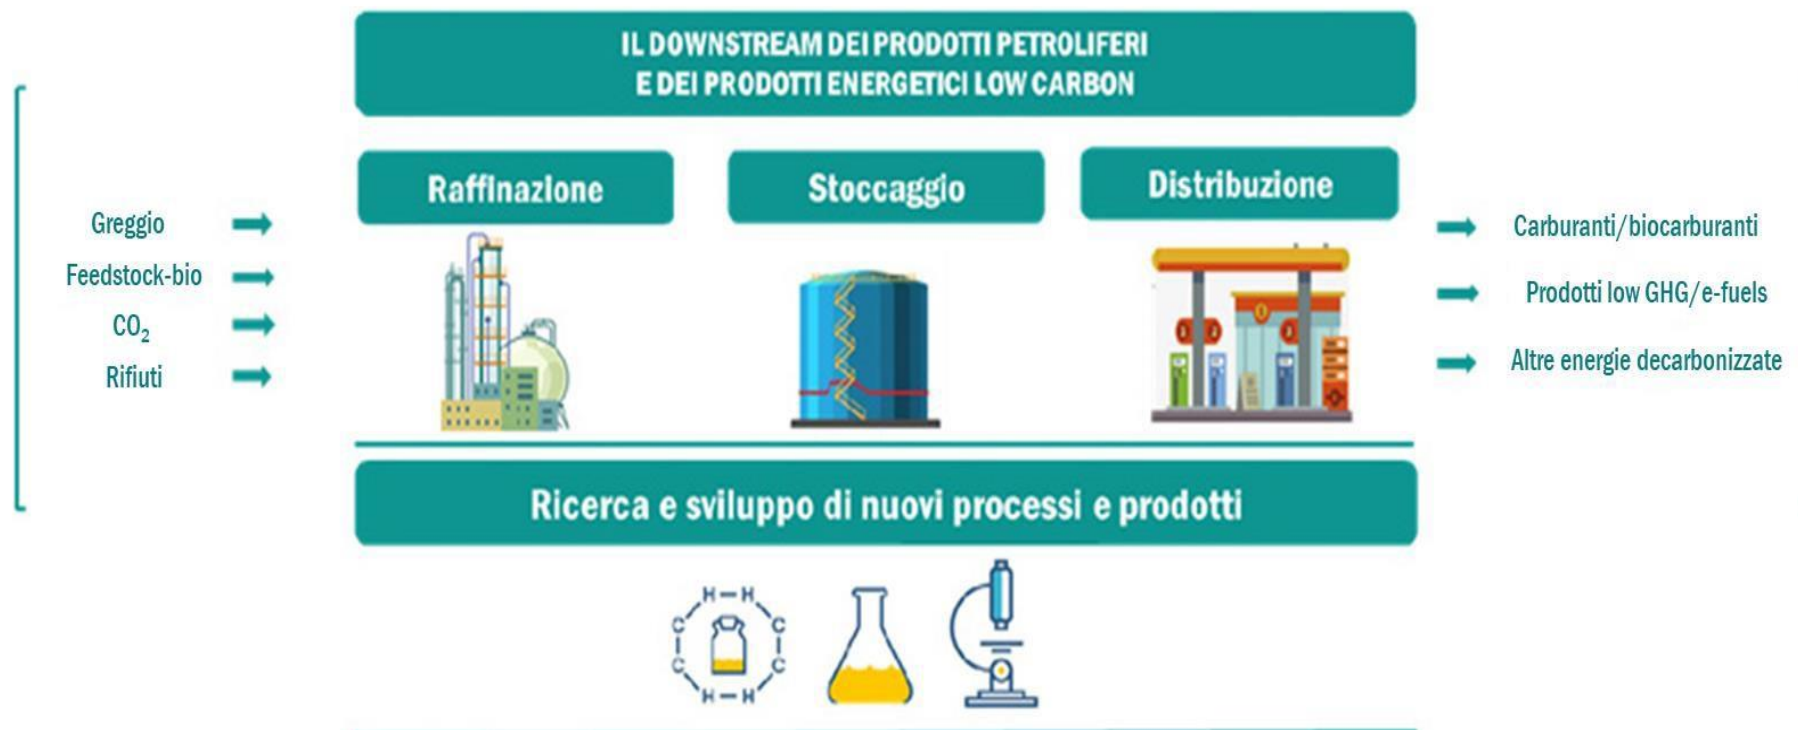 IL DOWNSTREAM DEI PRODOTTI PETROLIFERI
E DEI PRODOTTI ENERGETICI LOW CARBON
Raffinazione
Stoccaggio
Distribuzione
Greggio
Feedstock-bio
CO₂
Rifiuti
Carburanti/biocarburanti
Prodotti low GHG/e-fuels
Altre energie decarbonizzate
Ricerca e sviluppo di nuovi processi e prodotti
H H
C C
C C
H H